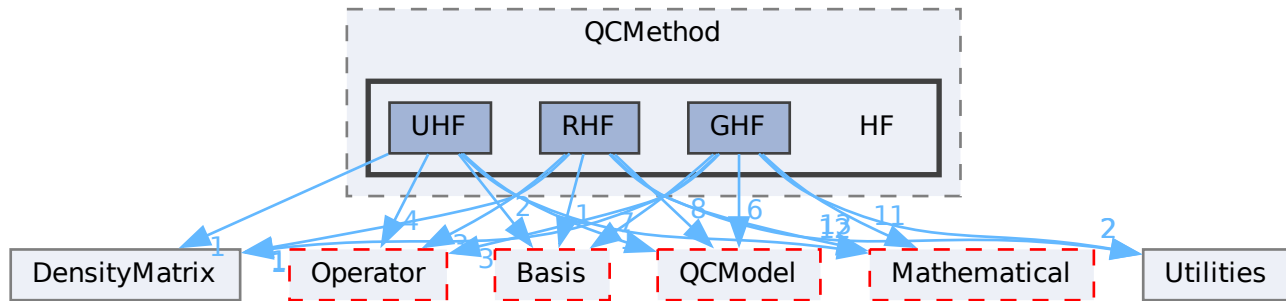 QCMethod
UHF
RHF
GHF
HF
4
2
1
7
8
6
11
1
1
3
12
2
DensityMatrix
Operator
Basis
QCModel
Mathematical
Utilities